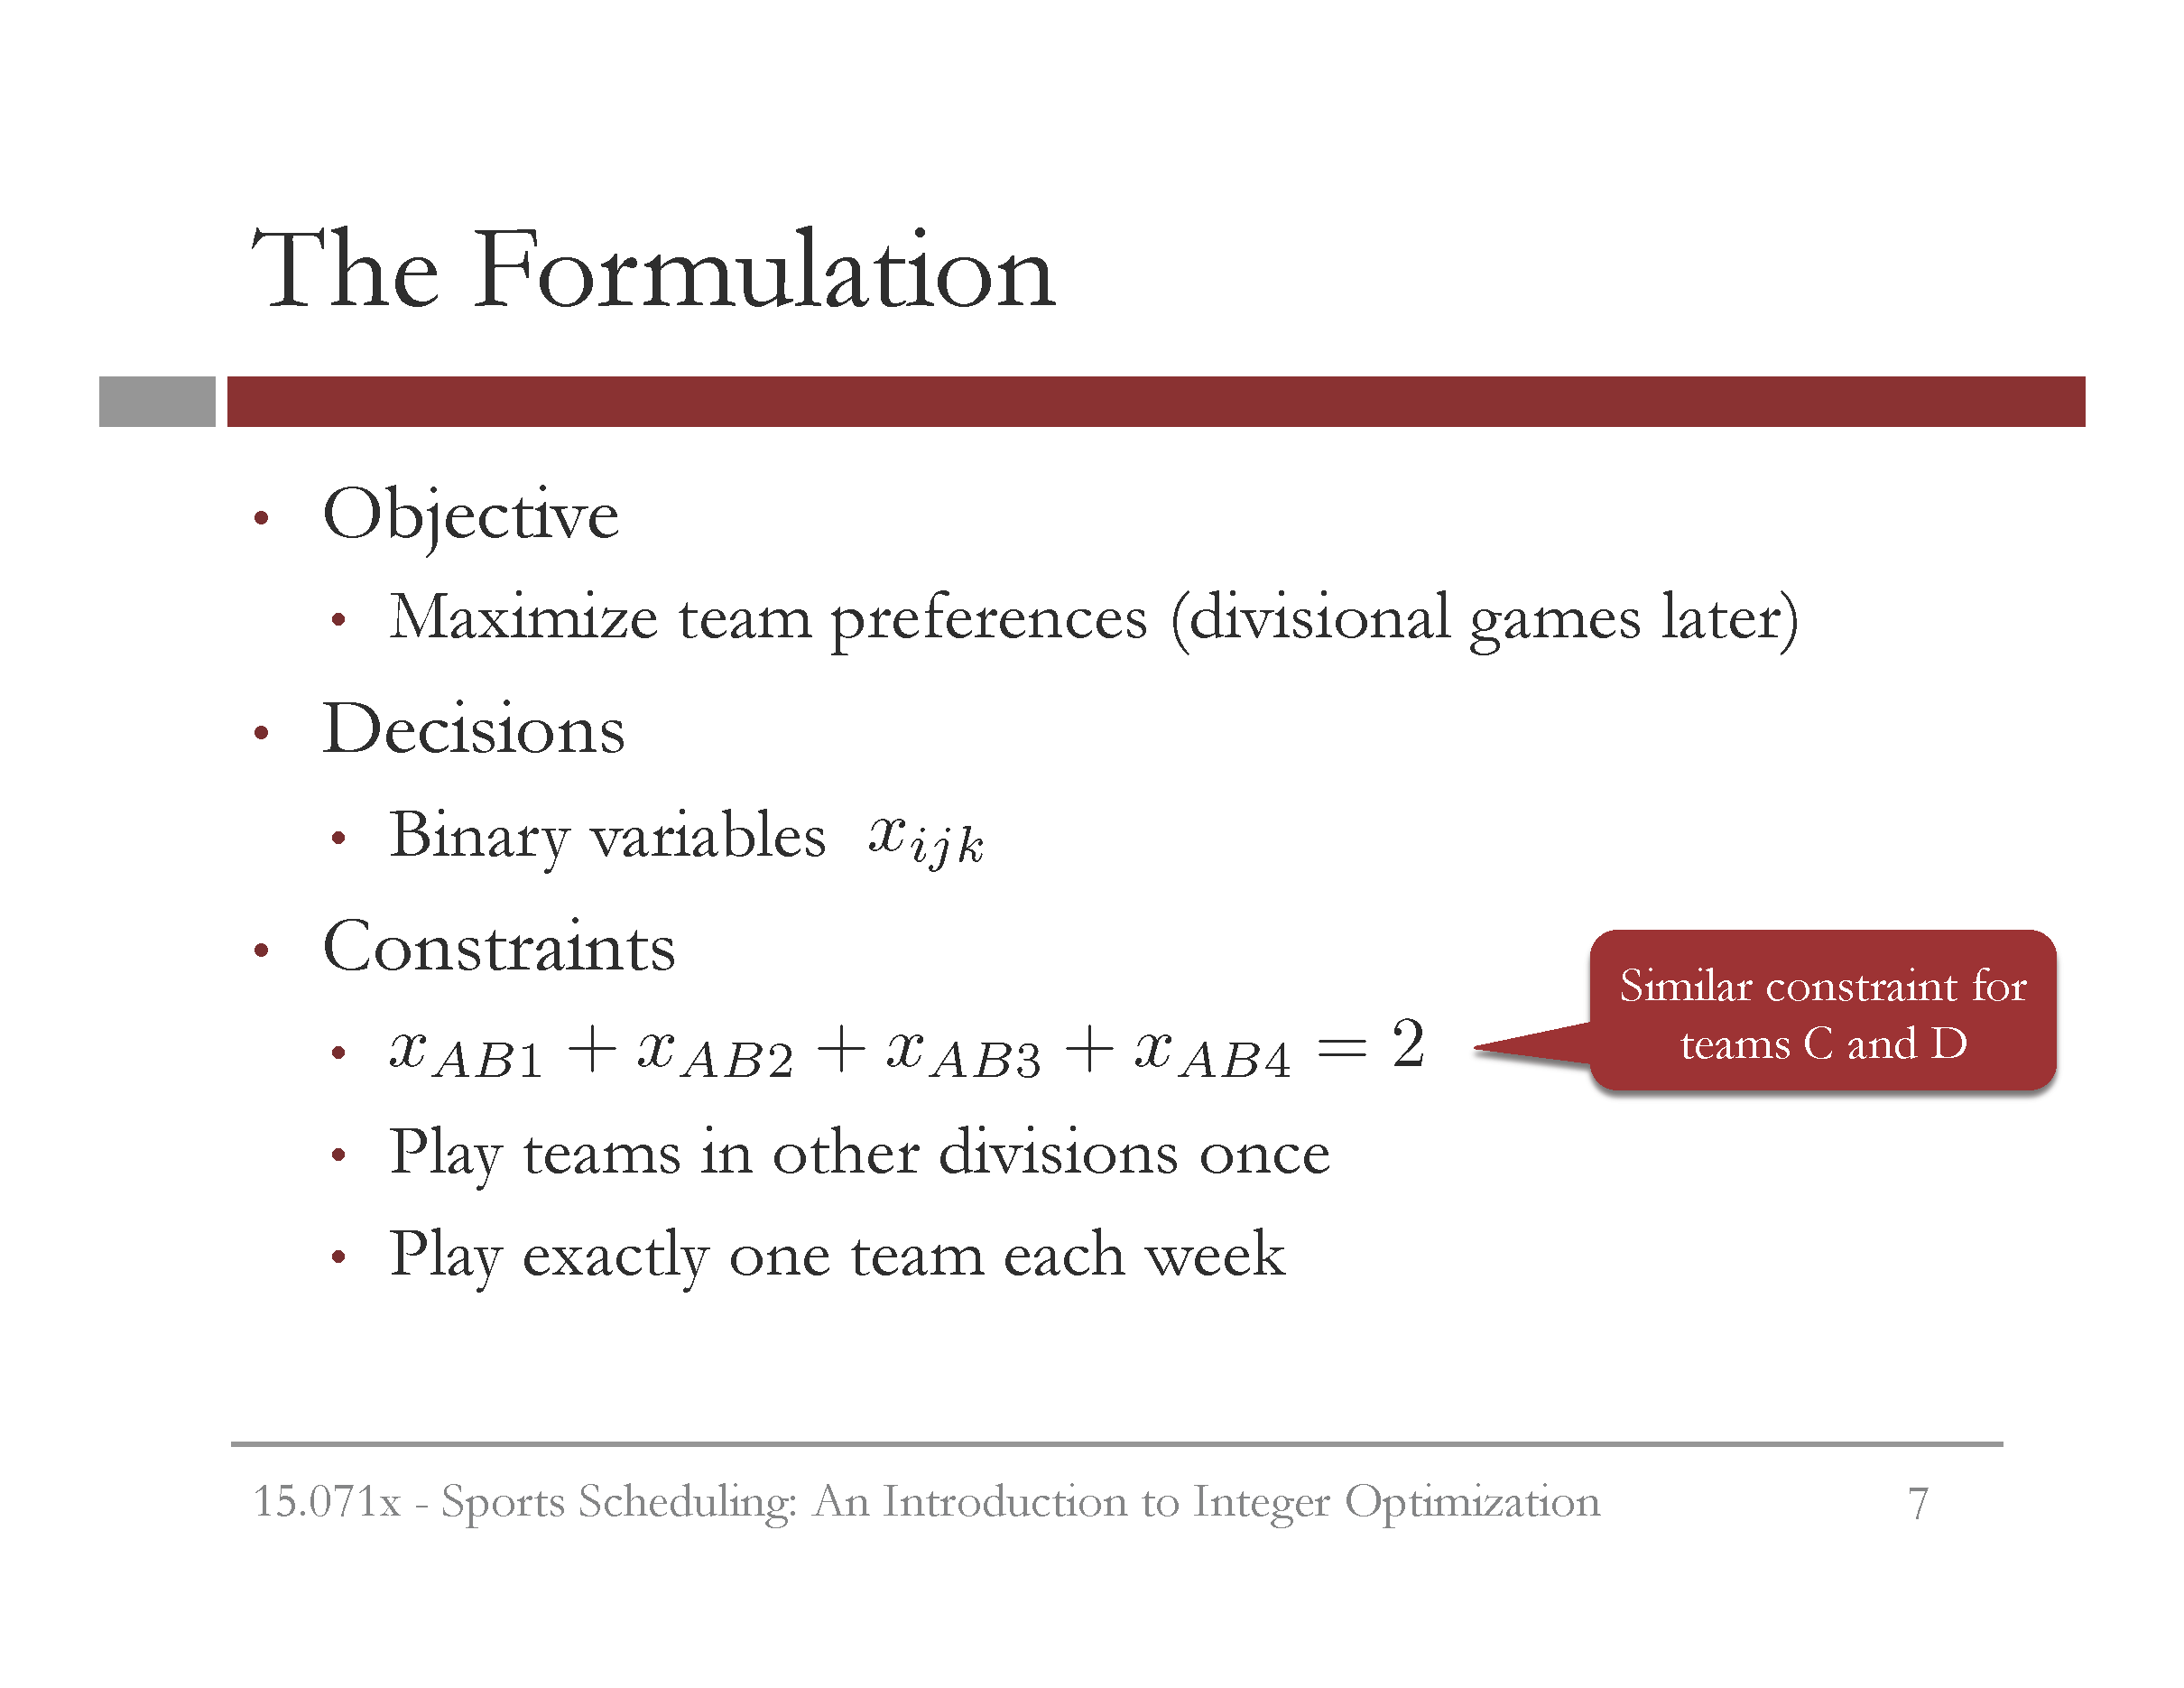 The Formulation
• Objective
• Maximize team preferences (divisional games later)
• Decisions
• Binary variables x_{ijk}
• Constraints
• x_{AB1} + x_{AB2} + x_{AB3} + x_{AB4} = 2
Similar constraint for
teams C and D
• Play teams in other divisions once
• Play exactly one team each week
15.071x - Sports Scheduling: An Introduction to Integer Optimization 7